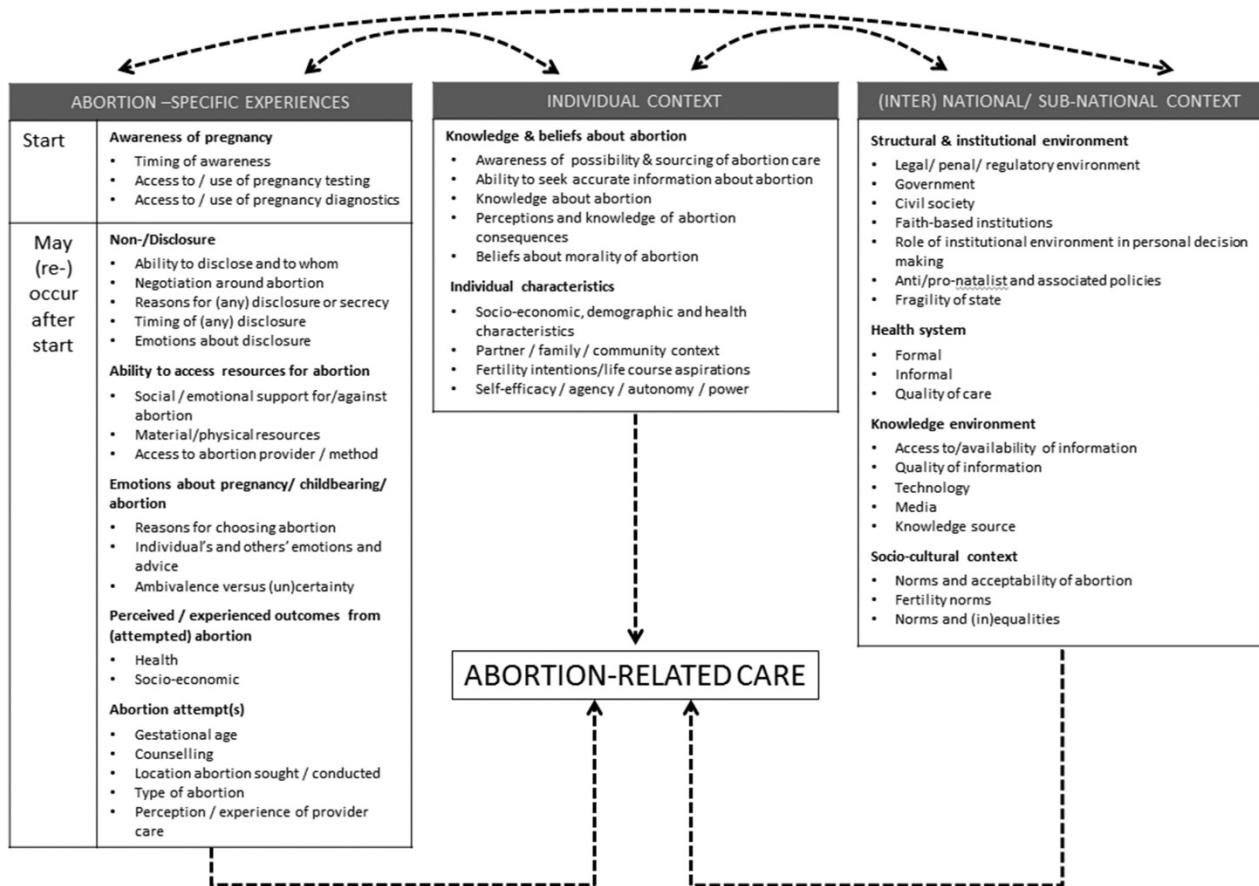 ABORTION –SPECIFIC EXPERIENCES
Start
Awareness of pregnancy
• Timing of awareness
• Access to / use of pregnancy testing
• Access to / use of pregnancy diagnostics
May
(re-)
occur
after
start
Non-/Disclosure
• Ability to disclose and to whom
• Negotiation around abortion
• Reasons for (any) disclosure or secrecy
• Timing of (any) disclosure
• Emotions about disclosure
Ability to access resources for abortion
• Social / emotional support for/against
abortion
• Material/physical resources
• Access to abortion provider / method
Emotions about pregnancy/ childbearing/
abortion
• Reasons for choosing abortion
• Individual's and others' emotions and
advice
• Ambivalence versus (un)certainty
Perceived / experienced outcomes from
(attempted) abortion
• Health
• Socio-economic
Abortion attempt(s)
• Gestational age
• Counselling
• Location abortion sought / conducted
• Type of abortion
• Perception / experience of provider
care
INDIVIDUAL CONTEXT
Knowledge & beliefs about abortion
• Awareness of possibility & sourcing of abortion care
• Ability to seek accurate information about abortion
• Knowledge about abortion
• Perceptions and knowledge of abortion
consequences
• Beliefs about morality of abortion
Individual characteristics
• Socio-economic, demographic and health
characteristics
• Partner / family / community context
• Fertility intentions/life course aspirations
• Self-efficacy / agency / autonomy / power
(INTER) NATIONAL/ SUB-NATIONAL CONTEXT
Structural & institutional environment
• Legal/ penal/ regulatory environment
• Government
• Civil society
• Faith-based institutions
• Role of institutional environment in personal decision
making
• Anti/pro-natalist and associated policies
• Fragility of state
Health system
• Formal
• Informal
• Quality of care
Knowledge environment
• Access to/availability of information
• Quality of information
• Technology
• Media
• Knowledge source
Socio-cultural context
• Norms and acceptability of abortion
• Fertility norms
• Norms and (in)equalities
ABORTION-RELATED CARE